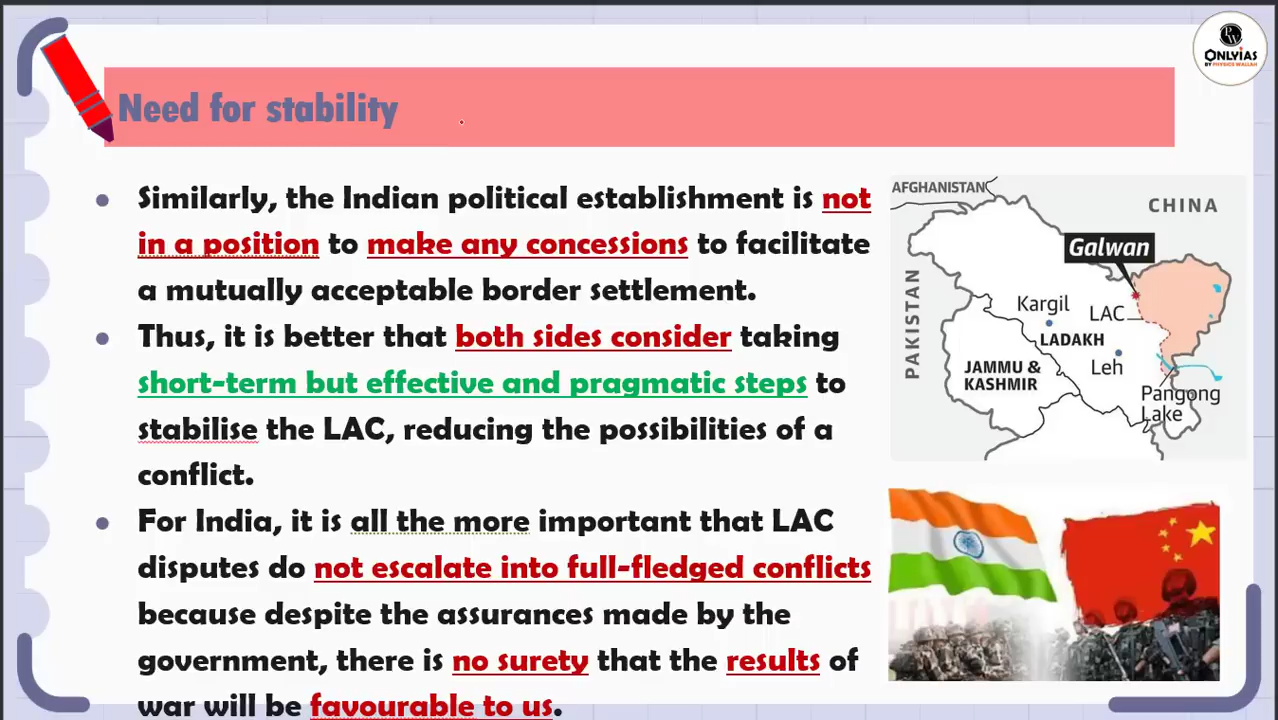 PW
ONLYIAS
BY PHYSICS WALLAH
Need for stability
Similarly, the Indian political establishment is not
in a position to make any concessions to facilitate
a mutually acceptable border settlement.
Thus, it is better that both sides consider taking
short-term but effective and pragmatic steps to
stabilise the LAC, reducing the possibilities of a
conflict.
For India, it is all the more important that LAC
disputes do not escalate into full-fledged conflicts
because despite the assurances made by the
government, there is no surety that the results of
war will be favourable to us.
AFGHANISTAN
CHINA
Galwan
PAKISTAN
Kargil
LAC
LADAKH
Leh
JAMMU &
KASHMIR
Pangong
Lake